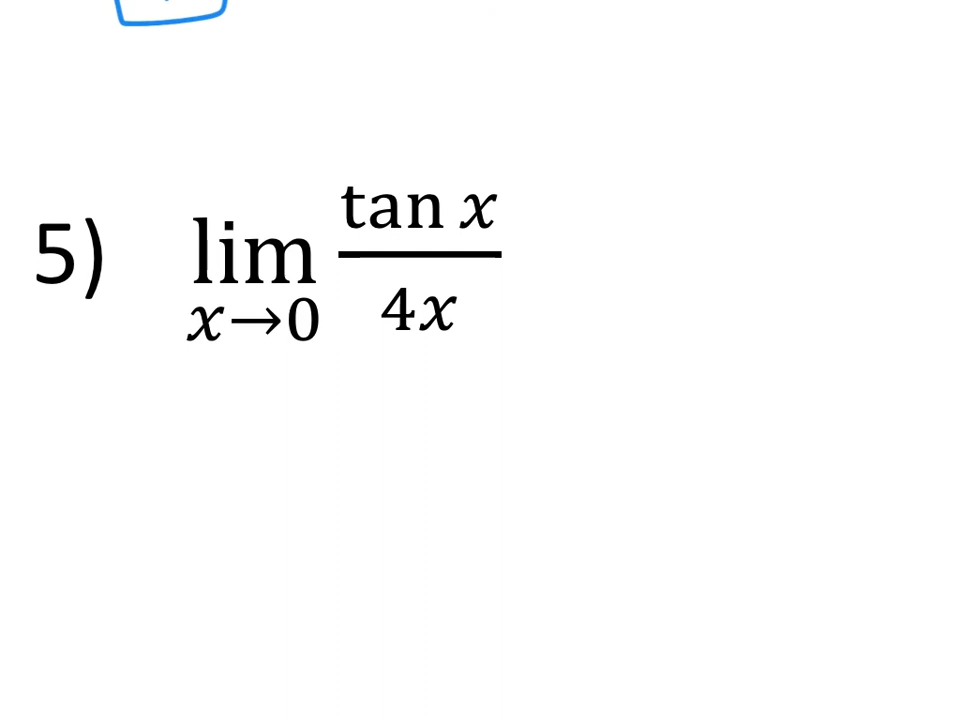 5) lim x→0 tan x / 4x